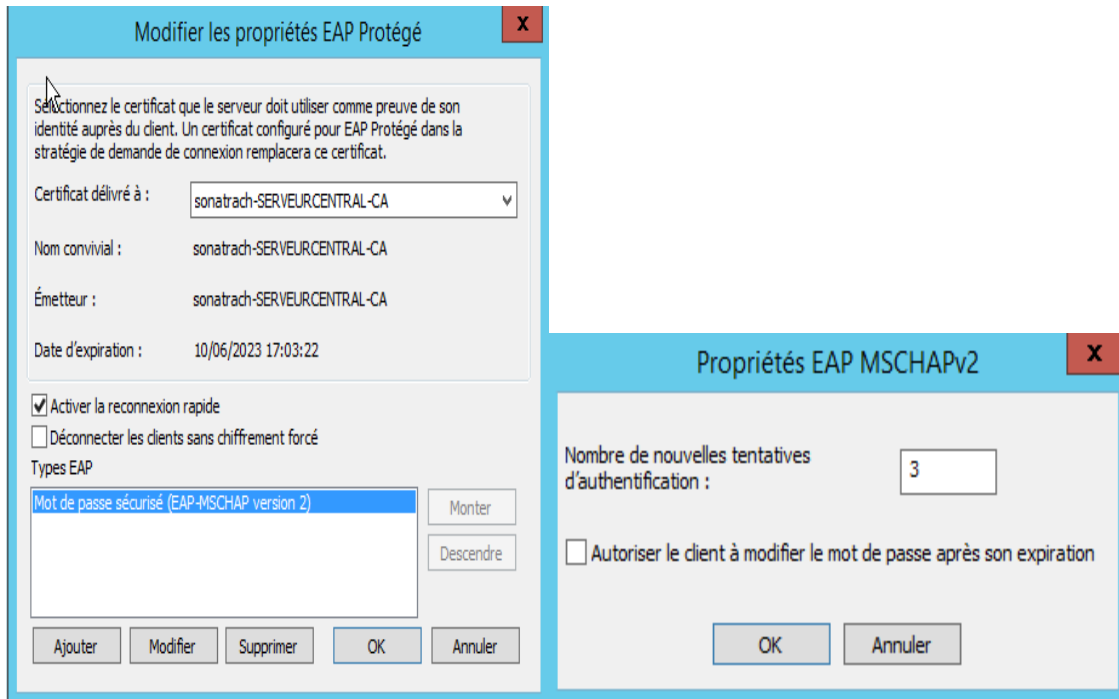 Modifier les propriétés EAP Protégé
x
Sélectionnez le certificat que le serveur doit utiliser comme preuve de son
identité auprès du client. Un certificat configuré pour EAP Protégé dans la
stratégie de demande de connexion remplacera ce certificat.
Certificat délivré à :
sonatrach-SERVEURCENTRAL-CA
Nom convivial :
sonatrach-SERVEURCENTRAL-CA
Émetteur :
sonatrach-SERVEURCENTRAL-CA
Date d'expiration :
10/06/2023 17:03:22
Activer la reconnexion rapide
Déconnecter les clients sans chiffrement forcé
Types EAP
Mot de passe sécurisé (EAP-MSCHAP version 2)
Monter
Descendre
Ajouter
Modifier
Supprimer
OK
Annuler
Propriétés EAP MSCHAPv2
x
Nombre de nouvelles tentatives
d'authentification :
3
Autoriser le client à modifier le mot de passe après son expiration
OK
Annuler